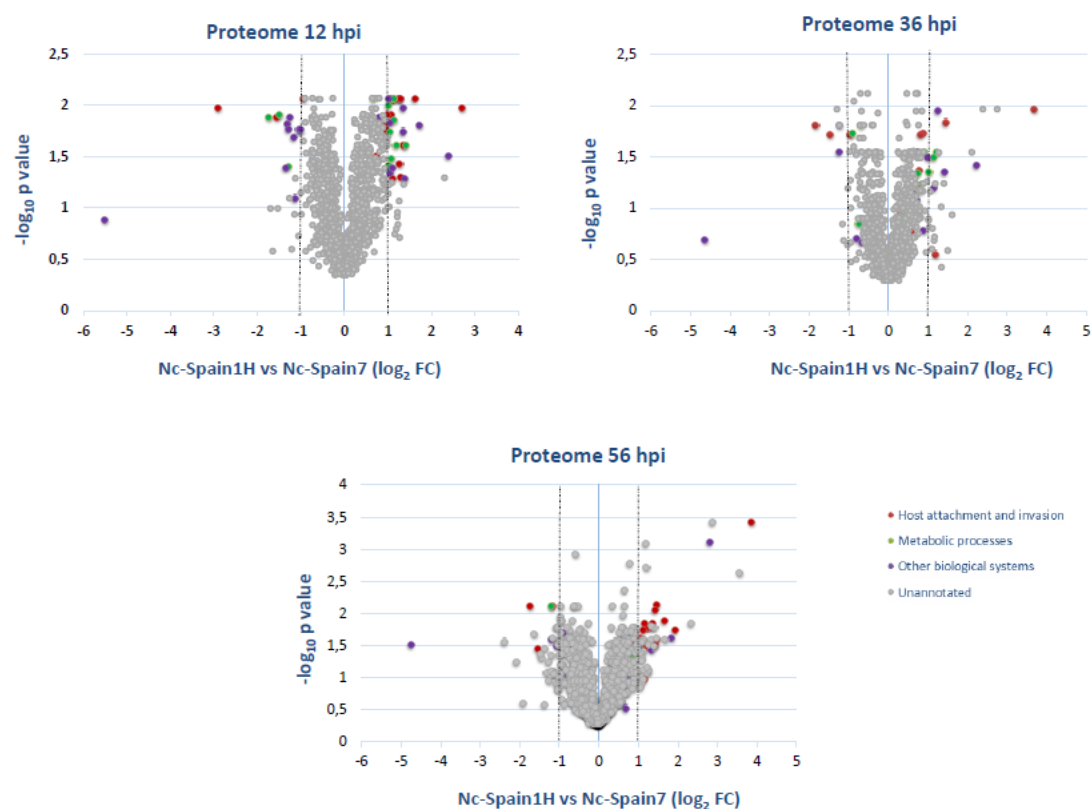 Proteome 12 hpi
2,5
2
1,5
1
0,5
0
-log₁₀ p value
-6 -5 -4 -3 -2 -1 0 1 2 3 4
Nc-Spain1H vs Nc-Spain7 (log₂ FC)
Proteome 36 hpi
2,5
2
1,5
1
0,5
0
-log₁₀ p value
-6 -5 -4 -3 -2 -1 0 1 2 3 4 5
Nc-Spain1H vs Nc-Spain7 (log₂ FC)
Proteome 56 hpi
4
3,5
3
2,5
2
1,5
1
0,5
0
-log₁₀ p value
-6 -5 -4 -3 -2 -1 0 1 2 3 4 5
Nc-Spain1H vs Nc-Spain7 (log₂ FC)
Host attachment and invasion
Metabolic processes
Other biological systems
Unannotated